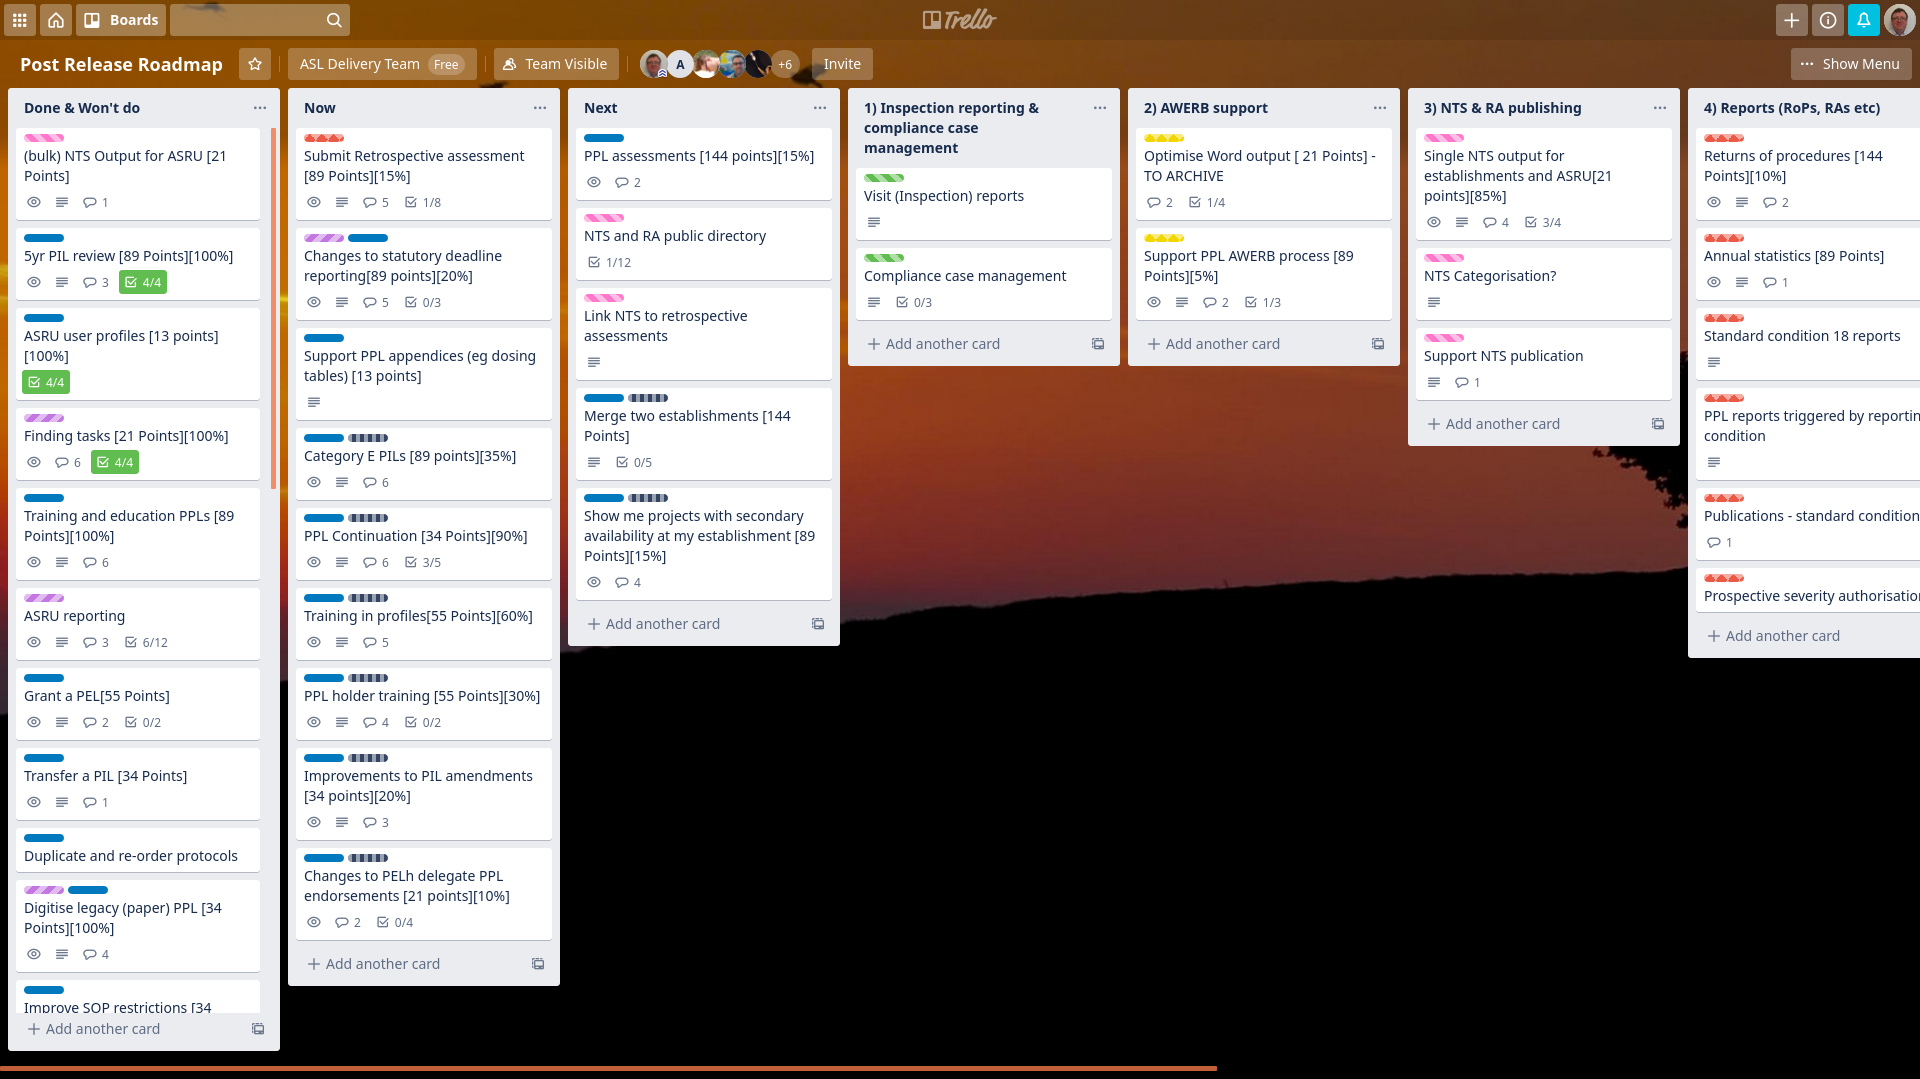 Boards
Trello
Post Release Roadmap
ASL Delivery Team Free
Team Visible
A
+6
Invite
Show Menu
Done & Won't do
(bulk) NTS Output for ASRU [21
Points]
1
5yr PIL review [89 Points][100%]
3 4/4
ASRU user profiles [13 points]
[100%]
4/4
Finding tasks [21 Points][100%]
6 4/4
Training and education PPLs [89
Points][100%]
6
ASRU reporting
3 6/12
Grant a PEL[55 Points]
2 0/2
Transfer a PIL [34 Points]
1
Duplicate and re-order protocols
Digitise legacy (paper) PPL [34
Points][100%]
4
Improve SOP restrictions [34
Add another card
Now
Submit Retrospective assessment
[89 Points][15%]
5 1/8
Changes to statutory deadline
reporting[89 points][20%]
5 0/3
Support PPL appendices (eg dosing
tables) [13 points]
Category E PILs [89 points][35%]
6
PPL Continuation [34 Points][90%]
6 3/5
Training in profiles[55 Points][60%]
5
PPL holder training [55 Points][30%]
4 0/2
Improvements to PIL amendments
[34 points][20%]
3
Changes to PELh delegate PPL
endorsements [21 points][10%]
2 0/4
Add another card
Next
PPL assessments [144 points][15%]
2
NTS and RA public directory
1/12
Link NTS to retrospective
assessments
Merge two establishments [144
Points]
0/5
Show me projects with secondary
availability at my establishment [89
Points][15%]
4
Add another card
1) Inspection reporting &
compliance case
management
Visit (Inspection) reports
Compliance case management
0/3
Add another card
2) AWERB support
Optimise Word output [ 21 Points] -
TO ARCHIVE
2 1/4
Support PPL AWERB process [89
Points][5%]
2 1/3
Add another card
3) NTS & RA publishing
Single NTS output for
establishments and ASRU[21
points][85%]
4 3/4
NTS Categorisation?
Support NTS publication
1
Add another card
4) Reports (RoPs, RAs etc)
Returns of procedures [144
Points][10%]
2
Annual statistics [89 Points]
1
Standard condition 18 reports
PPL reports triggered by reportin
condition
Publications - standard condition
1
Prospective severity authorisatio
Add another card